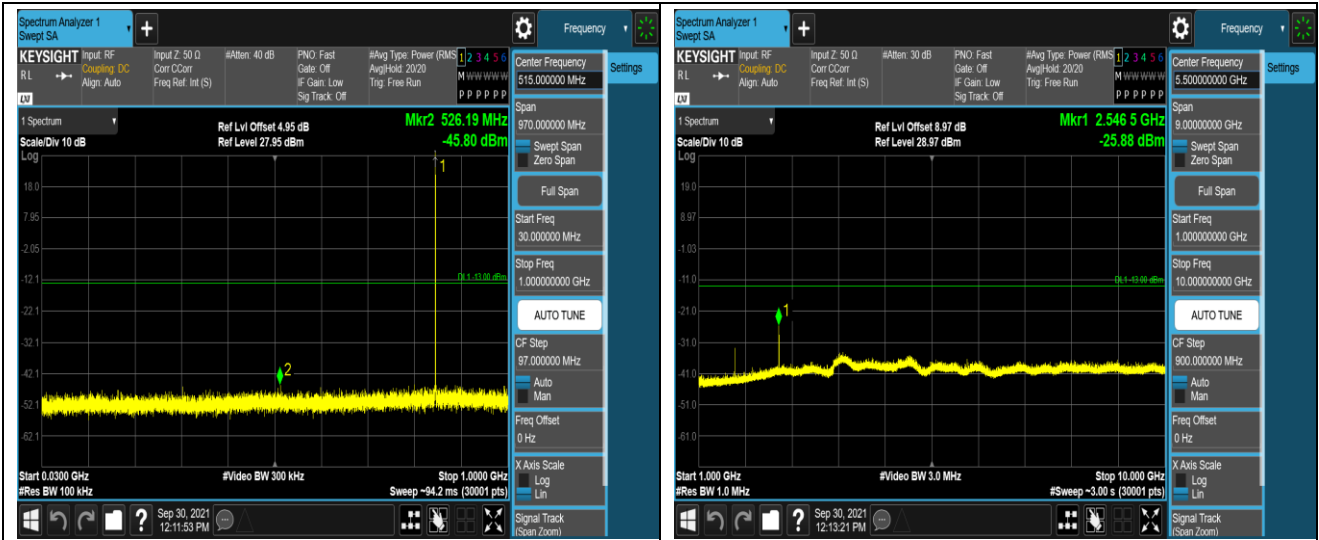 Spectrum Analyzer 1
Swept SA
+
Frequency
KEYSIGHT
Input: RF
Input Z: 50 Ω
#Atten: 40 dB
PNO: Fast
#Avg Type: Power (RMS
1 2 3 4 5 6
RL
Coupling: DC
Corr CCorr
Gate: Off
Avg|Hold: 20/20
M W W W W W
Align: Auto
Freq Ref: Int (S)
IF Gain: Low
Trig: Free Run
Sig Track: Off
P P P P P P
LXI
1 Spectrum
Ref Lvl Offset 4.95 dB
Mkr2 526.19 MHz
Scale/Div 10 dB
Ref Level 27.95 dBm
-45.80 dBm
Log
1
18.0
7.95
-2.05
DL1 -13.00 dBm
-12.1
-22.1
-32.1
-42.1
2
-52.1
-62.1
Start 0.0300 GHz
#Video BW 300 kHz
Stop 1.0000 GHz
#Res BW 100 kHz
Sweep ~94.2 ms (30001 pts)
Center Frequency
515.000000 MHz
Settings
Span
970.000000 MHz
Swept Span
Zero Span
Full Span
Start Freq
30.000000 MHz
Stop Freq
1.000000000 GHz
AUTO TUNE
CF Step
97.000000 MHz
Auto
Man
Freq Offset
0 Hz
X Axis Scale
Log
Lin
Signal Track
(Span Zoom)
?
Sep 30, 2021
12:11:53 PM
Spectrum Analyzer 1
Swept SA
+
Frequency
KEYSIGHT
Input: RF
Input Z: 50 Ω
#Atten: 30 dB
PNO: Fast
#Avg Type: Power (RMS
1 2 3 4 5 6
RL
Coupling: DC
Corr CCorr
Gate: Off
Avg|Hold: 20/20
M W W W W W
Align: Auto
Freq Ref: Int (S)
IF Gain: Low
Trig: Free Run
Sig Track: Off
P P P P P P
LXI
1 Spectrum
Ref Lvl Offset 8.97 dB
Mkr1 2.546 5 GHz
Scale/Div 10 dB
Ref Level 28.97 dBm
-25.88 dBm
Log
19.0
8.97
-1.03
-11.0
DL1 -13.00 dBm
-21.0
1
-31.0
-41.0
-51.0
-61.0
Start 1.000 GHz
#Video BW 3.0 MHz
Stop 10.000 GHz
#Res BW 1.0 MHz
#Sweep ~3.00 s (30001 pts)
Center Frequency
5.500000000 GHz
Settings
Span
9.00000000 GHz
Swept Span
Zero Span
Full Span
Start Freq
1.000000000 GHz
Stop Freq
10.000000000 GHz
AUTO TUNE
CF Step
900.000000 MHz
Auto
Man
Freq Offset
0 Hz
X Axis Scale
Log
Lin
Signal Track
(Span Zoom)
?
Sep 30, 2021
12:13:21 PM